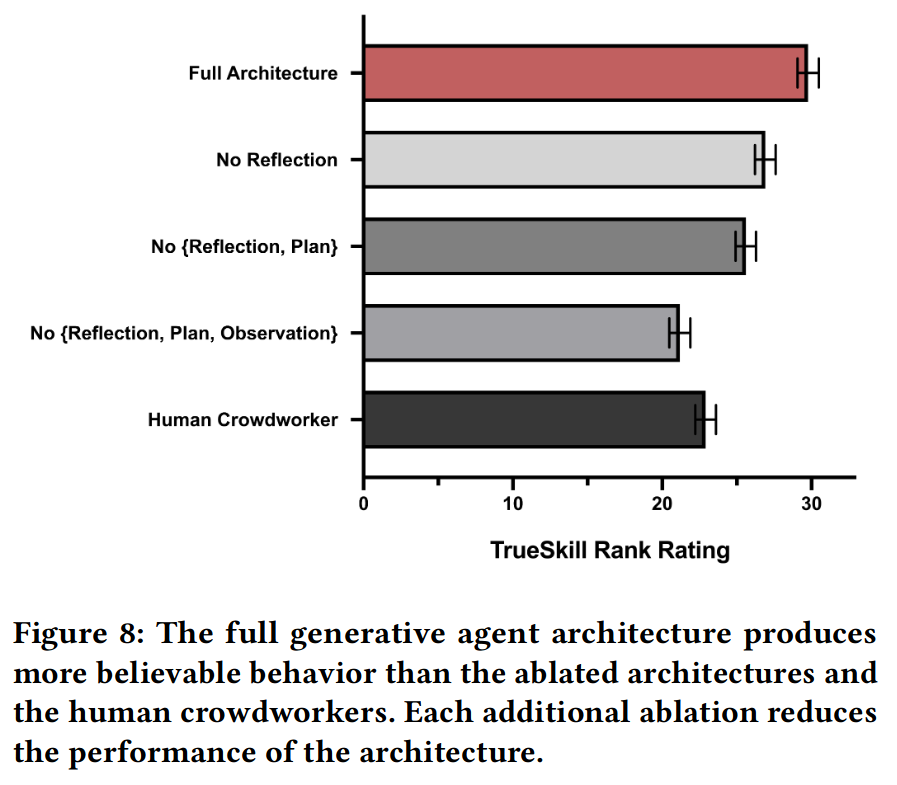 Full Architecture
No Reflection
No {Reflection, Plan}
No {Reflection, Plan, Observation}
Human Crowdworker
0 10 20 30
TrueSkill Rank Rating
Figure 8: The full generative agent architecture produces
more believable behavior than the ablated architectures and
the human crowdworkers. Each additional ablation reduces
the performance of the architecture.